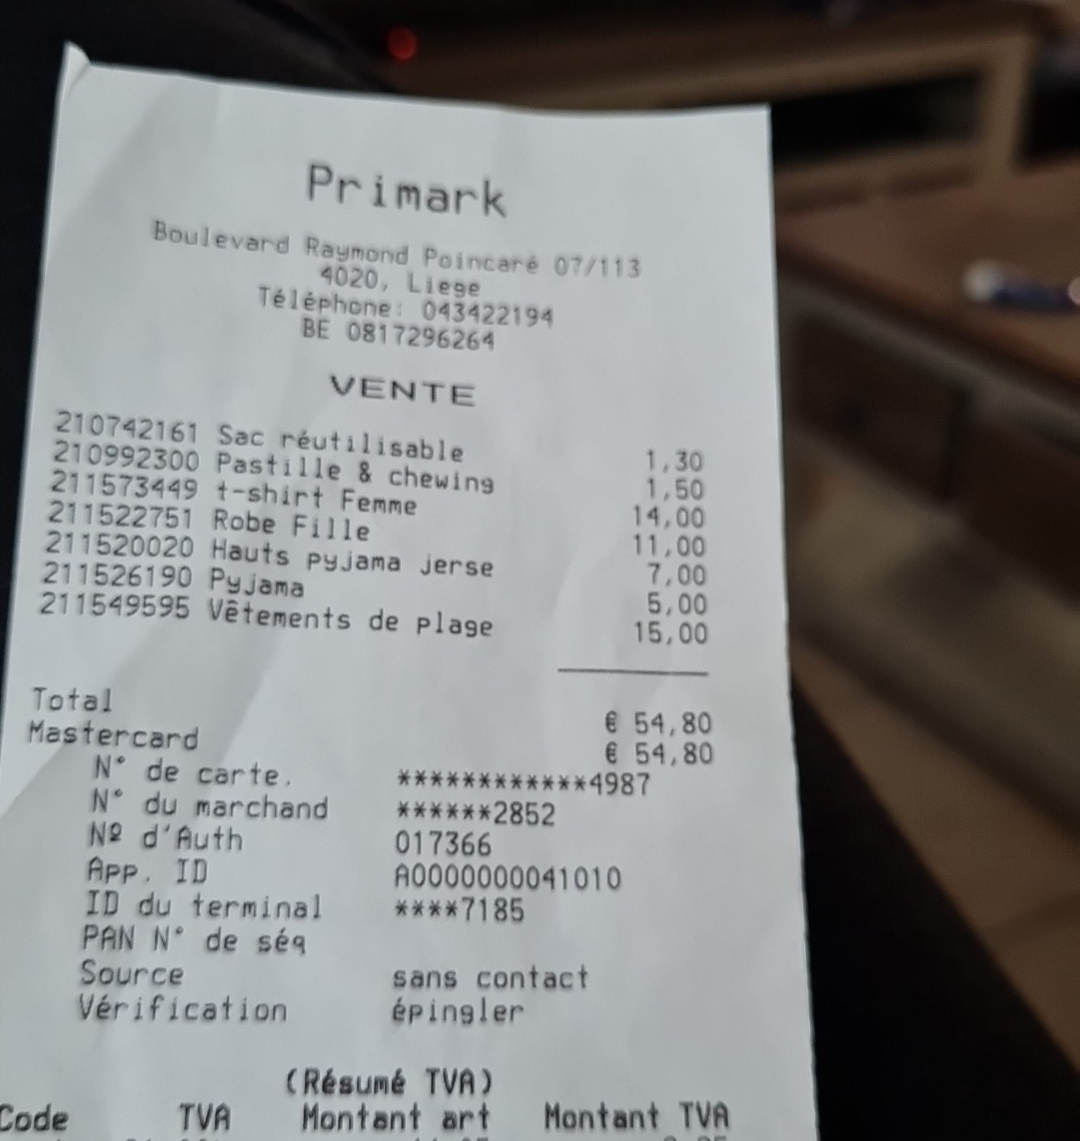 Primark
Boulevard Raymond Poincaré 07/113
4020, Liege
Téléphone: 043422194
BE 0817296264
VENTE
210742161 Sac réutilisable 1,30
210992300 Pastille & chewing 1,50
211573449 t-shirt Femme 14,00
211522751 Robe Fille 11,00
211520020 Hauts pyjama jerse 7,00
211526190 Pyjama 5,00
211549595 Vêtements de plage 15,00
Total € 54,80
Mastercard € 54,80
N° de carte. ************4987
N° du marchand ******2852
Nº d'Auth 017366
App. ID A0000000041010
ID du terminal ****7185
PAN N° de séq
Source sans contact
Vérification épingler
(Résumé TVA)
Code TVA Montant art Montant TVA